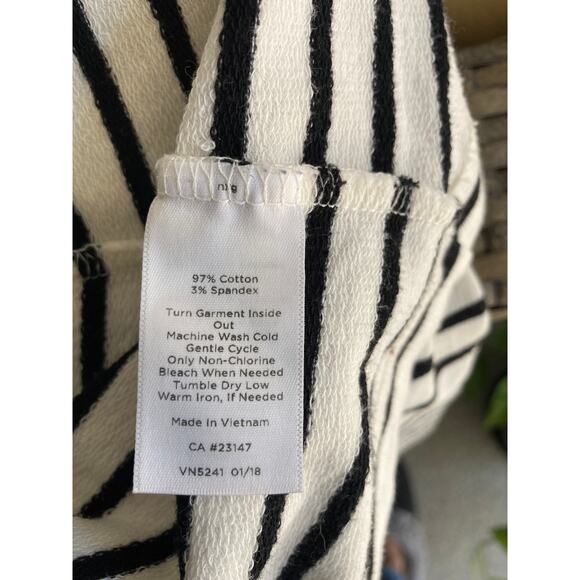 97% Cotton
3% Spandex
Turn Garment Inside
Out
Machine Wash Cold
Gentle Cycle
Only Non-Chlorine
Bleach When Needed
Tumble Dry Low
Warm Iron, If Needed
Made in Vietnam
CA #23147
VN5241 01/18